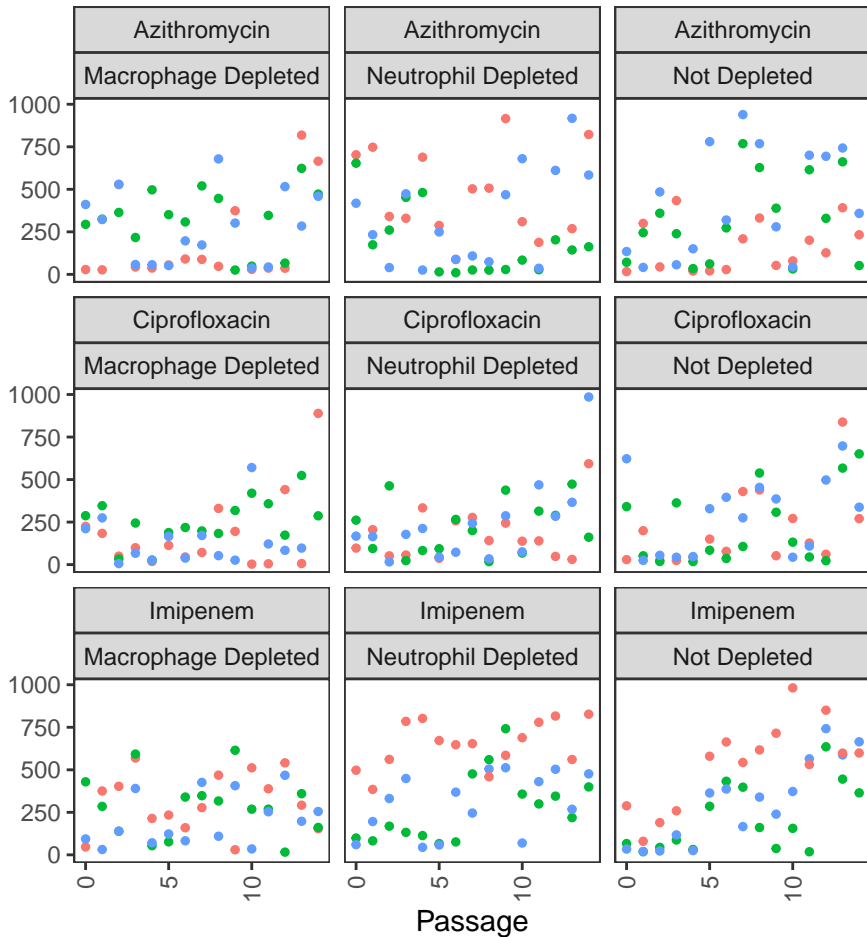 Azithromycin Azithromycin Azithromycin
Macrophage Depleted Neutrophil Depleted Not Depleted
1000
750
500
250
0
Ciprofloxacin Ciprofloxacin Ciprofloxacin
Macrophage Depleted Neutrophil Depleted Not Depleted
1000
750
500
250
0
Imipenem Imipenem Imipenem
Macrophage Depleted Neutrophil Depleted Not Depleted
1000
750
500
250
0
0 5 10 0 5 10 0 5 10
Passage